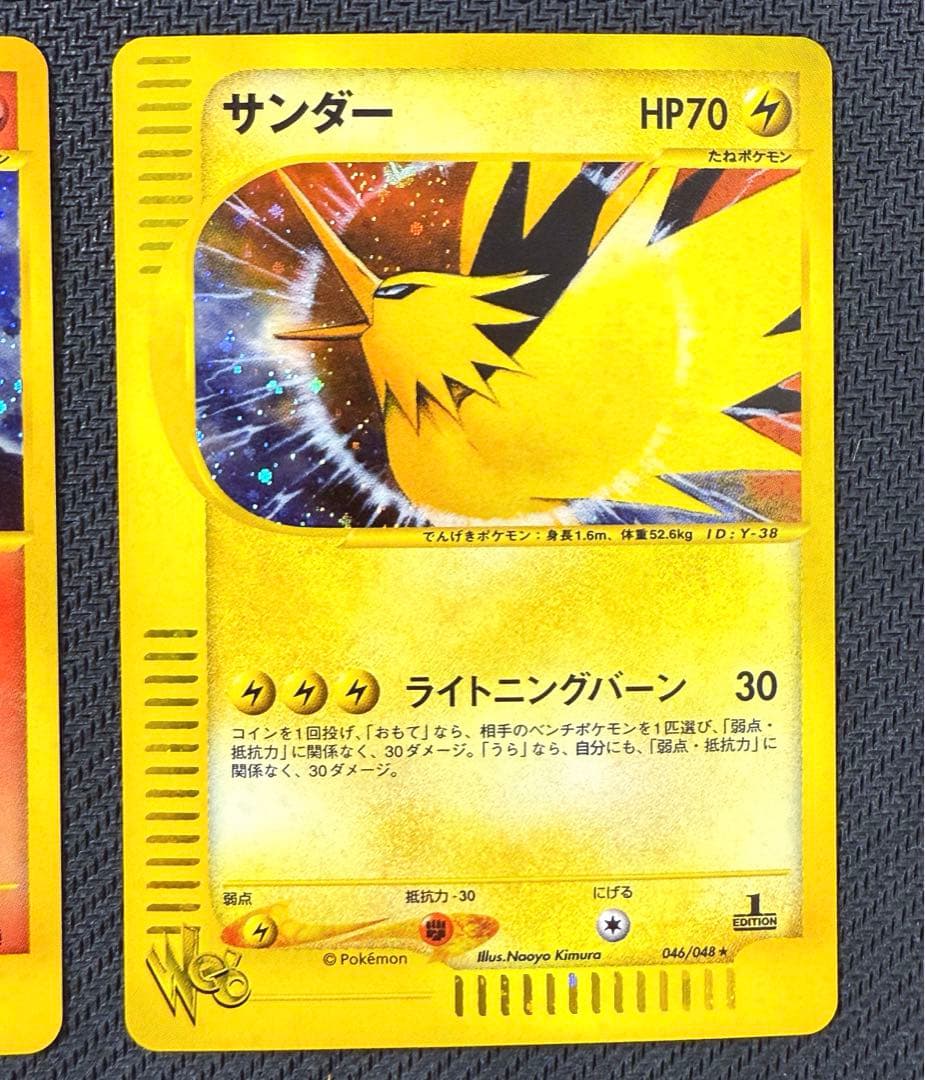 サンダー
HP70
たねポケモン
でんげきポケモン：身長1.6m、体重52.6kg ID:Y-38
ライトニングバーン 30
コインを1回投げ、「おもて」なら、相手のベンチポケモンを1匹選び、「弱点・
抵抗力」に関係なく、30ダメージ。「うら」なら、自分にも、「弱点・抵抗力」に
関係なく、30ダメージ。
弱点 抵抗力-30 にげる
1
EDITION
Web
©Pokémon Illus.Naoyo Kimura 046/048★